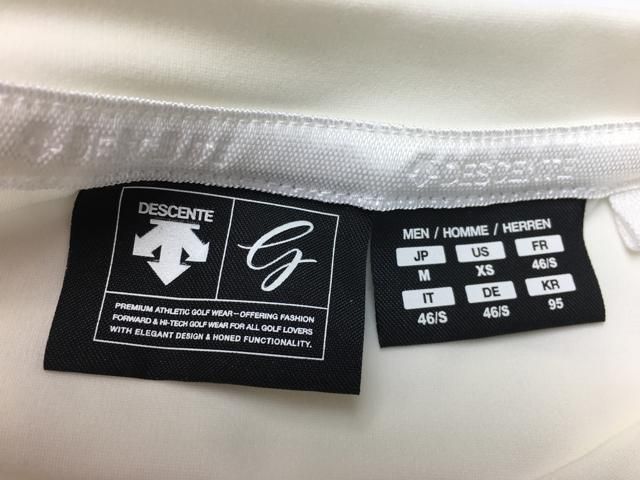 DESCENTE
DESCENTE
G
PREMIUM ATHLETIC GOLF WEAR—OFFERING FASHION
FORWARD & HI-TECH GOLF WEAR FOR ALL GOLF LOVERS
WITH ELEGANT DESIGN & HONED FUNCTIONALITY.
MEN / HOMME / HERREN
JP US FR
M XS 46/S
IT DE KR
46/S 46/S 95